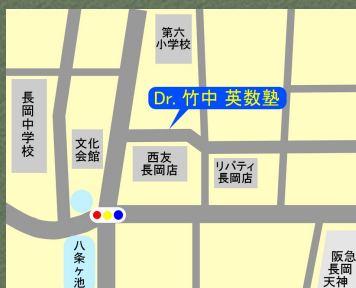 第六
小学校
Dr. 竹中 英数塾
長岡中学校
文化
会館
西友
長岡店
リバティ
長岡店
八条ヶ池
阪急
長岡
天神